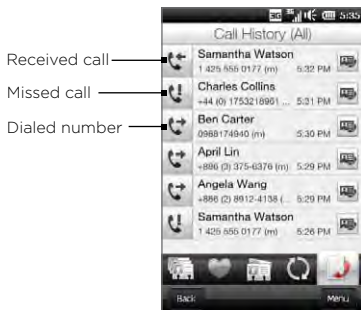 5:35
Call History (All)
Received call
Samantha Watson
1 425 555 0177 (m) 5:32 PM
Missed call
Charles Collins
+44 (0) 1753218901 ... 5:31 PM
Dialed number
Ben Carter
0968174940 (m) 5:30 PM
April Lin
+886 (2) 375-6376 (m) 5:29 PM
Angela Wang
+886 (2) 8912-4138 ( ... 5:29 PM
Samantha Watson
1 425 555 0177 (m) 5:26 PM
Back Menu